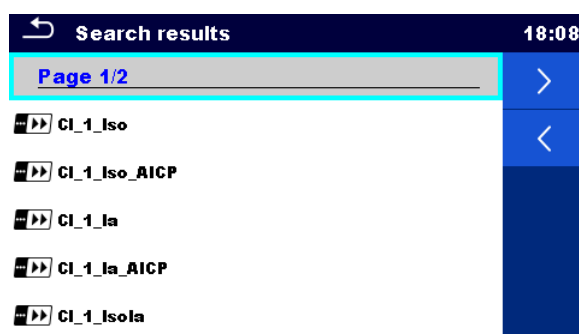 Search results
18:08
Page 1/2
Cl_1_Iso
Cl_1_Iso_AICP
Cl_1_Ia
Cl_1_Ia_AICP
Cl_1_IsoIa